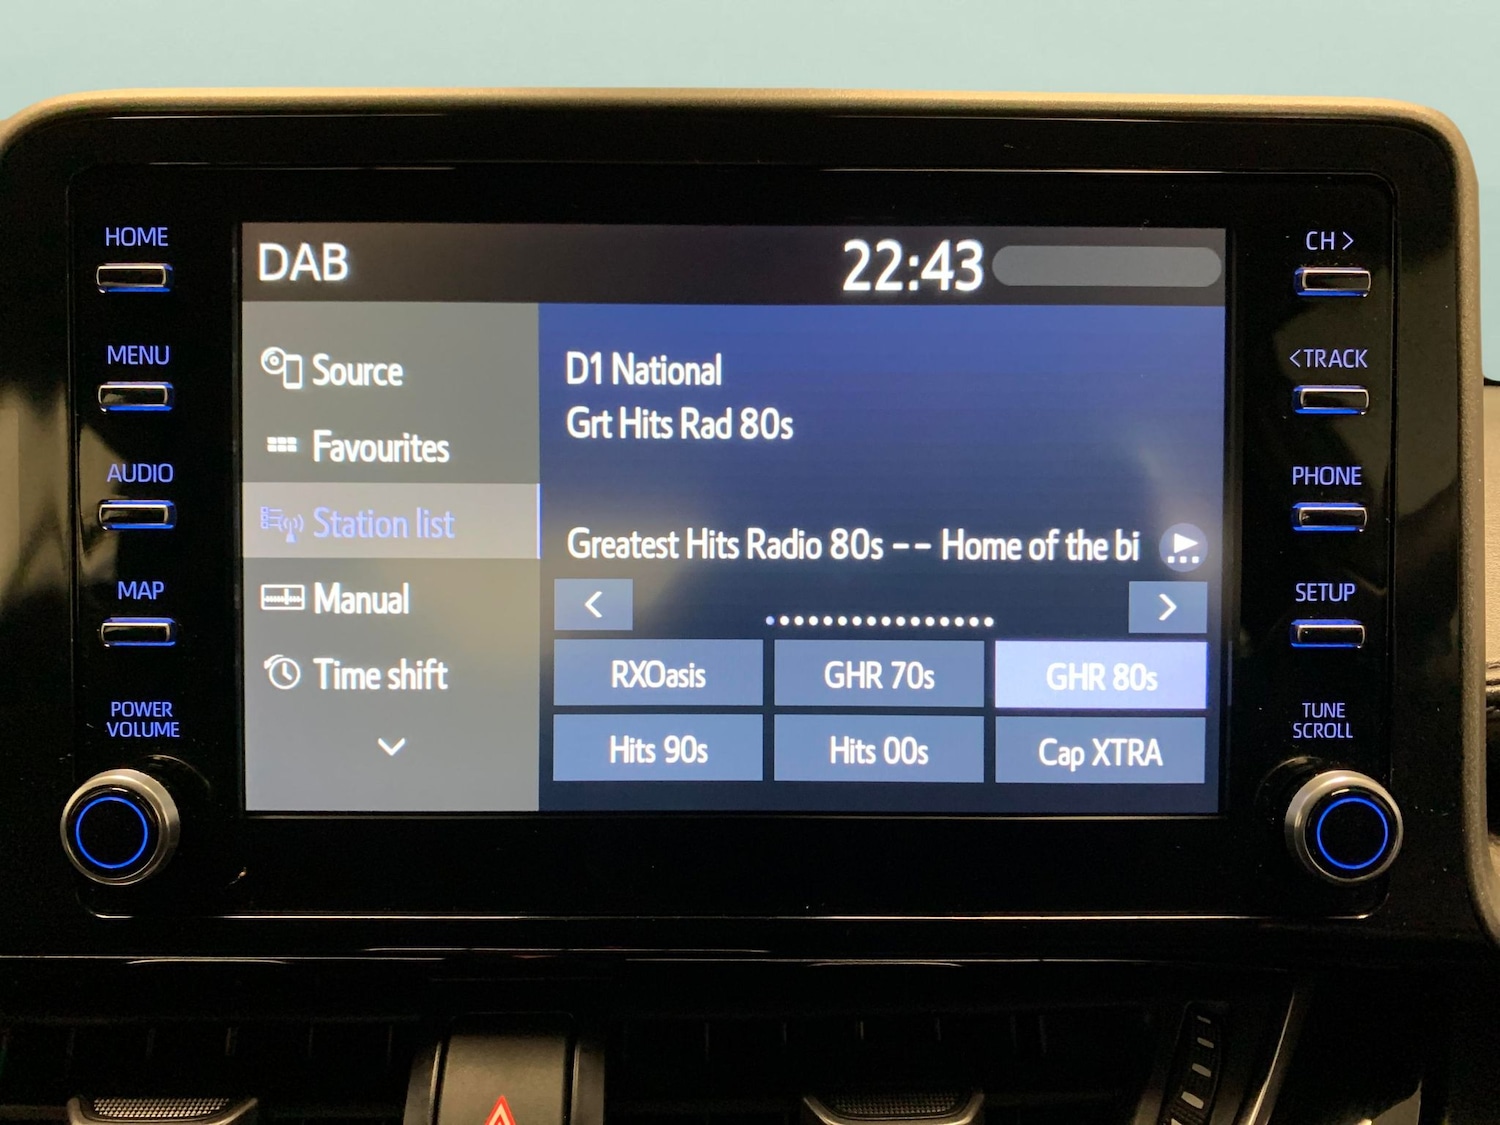 HOME
MENU
AUDIO
MAP
POWER
VOLUME
DAB
22:43
Source
Favourites
Station list
Manual
Time shift
D1 National
Grt Hits Rad 80s
Greatest Hits Radio 80s -- Home of the bi
RXOasis
GHR 70s
GHR 80s
Hits 90s
Hits 00s
Cap XTRA
CH >
< TRACK
PHONE
SETUP
TUNE
SCROLL